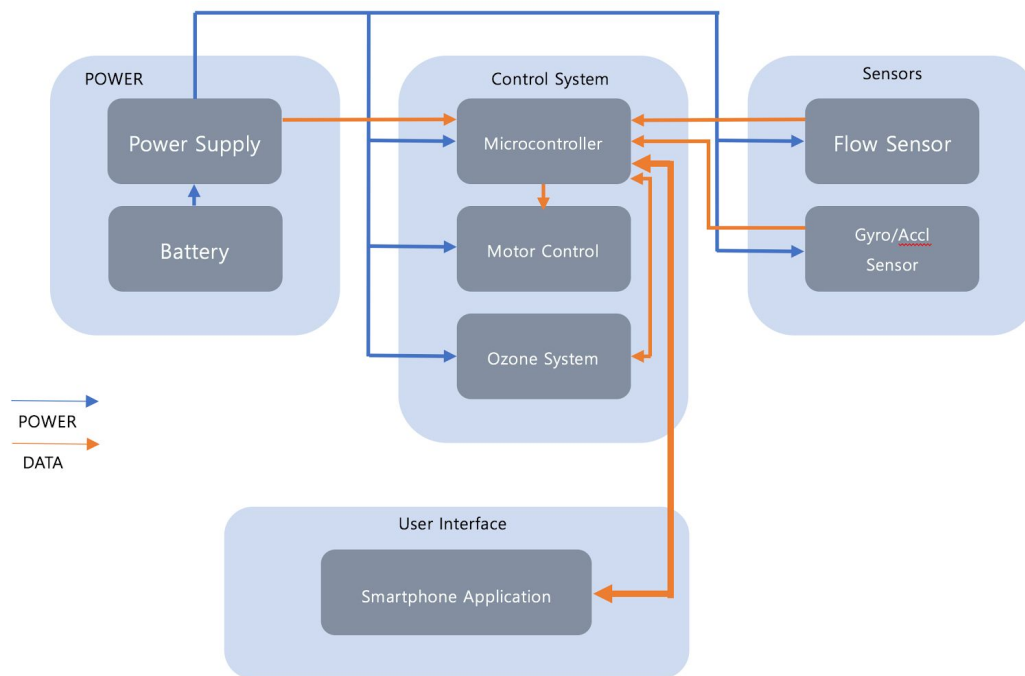 POWER
Power Supply
Battery
Control System
Microcontroller
Motor Control
Ozone System
Sensors
Flow Sensor
Gyro/Accl
Sensor
POWER
DATA
User Interface
Smartphone Application